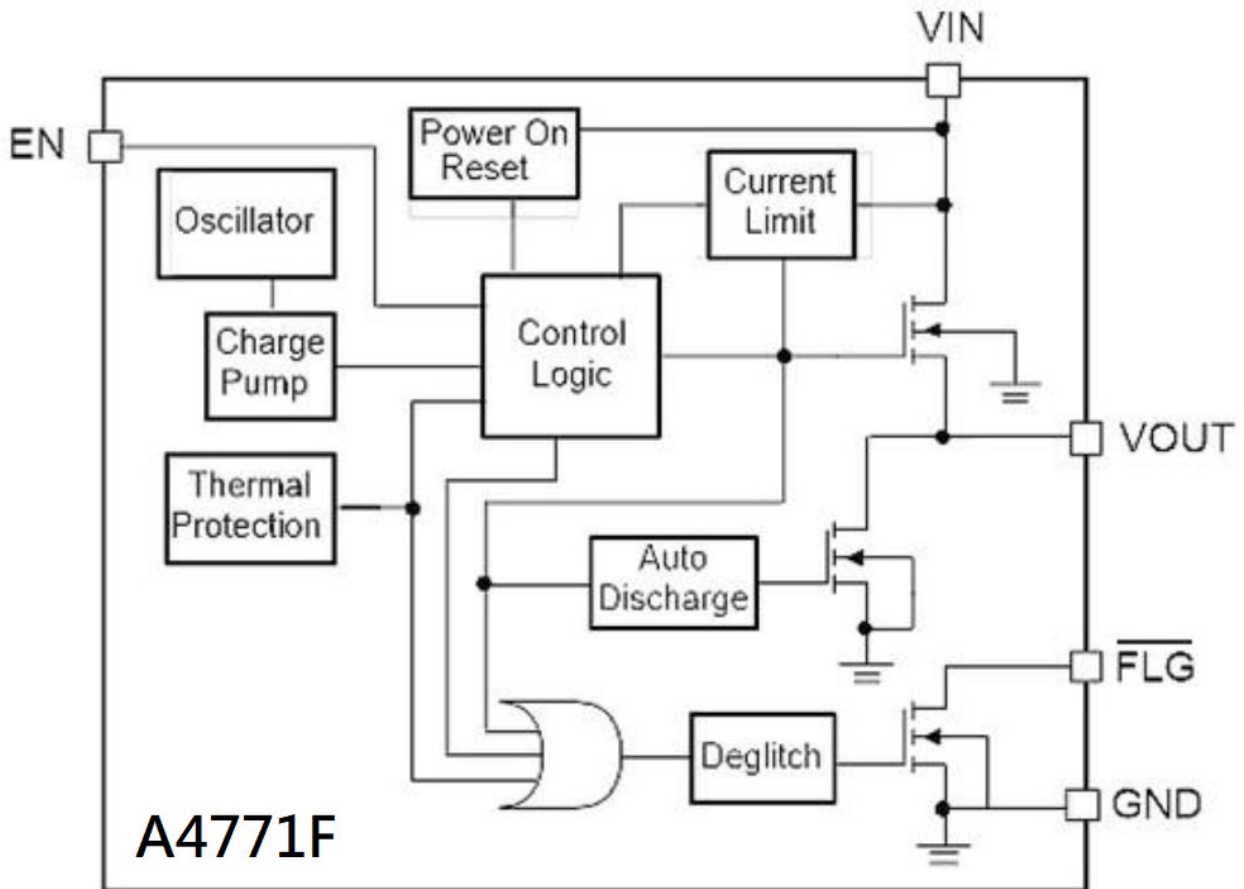 VIN
EN
Power On
Reset
Current
Limit
Oscillator
Control
Logic
Charge
Pump
VOUT
Thermal
Protection
Auto
Discharge
FLG
Deglitch
GND
A4771F